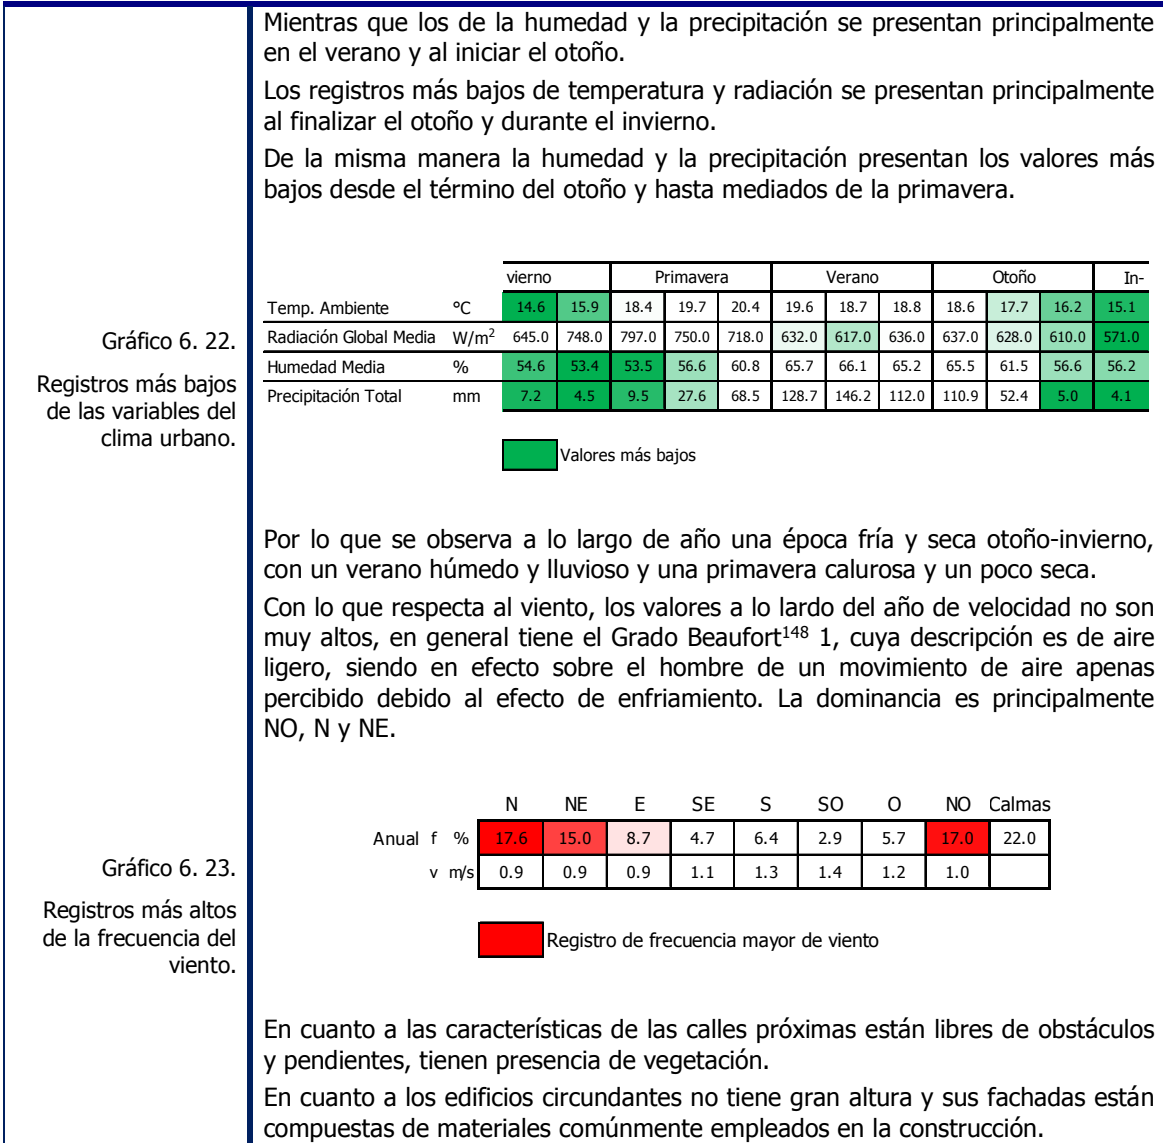 Mientras que los de la humedad y la precipitación se presentan principalmente
en el verano y al iniciar el otoño.
Los registros más bajos de temperatura y radiación se presentan principalmente
al finalizar el otoño y durante el invierno.
De la misma manera la humedad y la precipitación presentan los valores más
bajos desde el término del otoño y hasta mediados de la primavera.
Gráfico 6. 22.
Registros más bajos
de las variables del
clima urbano.
vierno Primavera Verano Otoño In-
Temp. Ambiente °C 14.6 15.9 18.4 19.7 20.4 19.6 18.7 18.8 18.6 17.7 16.2 15.1
Radiación Global Media W/m² 645.0 748.0 797.0 750.0 718.0 632.0 617.0 636.0 637.0 628.0 610.0 571.0
Humedad Media % 54.6 53.4 53.5 56.6 60.8 65.7 66.1 65.2 65.5 61.5 56.6 56.2
Precipitación Total mm 7.2 4.5 9.5 27.6 68.5 128.7 146.2 112.0 110.9 52.4 5.0 4.1
Valores más bajos
Por lo que se observa a lo largo de año una época fría y seca otoño-invierno,
con un verano húmedo y lluvioso y una primavera calurosa y un poco seca.
Con lo que respecta al viento, los valores a lo lardo del año de velocidad no son
muy altos, en general tiene el Grado Beaufort¹⁴⁸ 1, cuya descripción es de aire
ligero, siendo en efecto sobre el hombre de un movimiento de aire apenas
percibido debido al efecto de enfriamiento. La dominancia es principalmente
NO, N y NE.
Gráfico 6. 23.
Registros más altos
de la frecuencia del
viento.
N NE E SE S SO O NO Calmas
Anual f % 17.6 15.0 8.7 4.7 6.4 2.9 5.7 17.0 22.0
v m/s 0.9 0.9 0.9 1.1 1.3 1.4 1.2 1.0
Registro de frecuencia mayor de viento
En cuanto a las características de las calles próximas están libres de obstáculos
y pendientes, tienen presencia de vegetación.
En cuanto a los edificios circundantes no tiene gran altura y sus fachadas están
compuestas de materiales comúnmente empleados en la construcción.